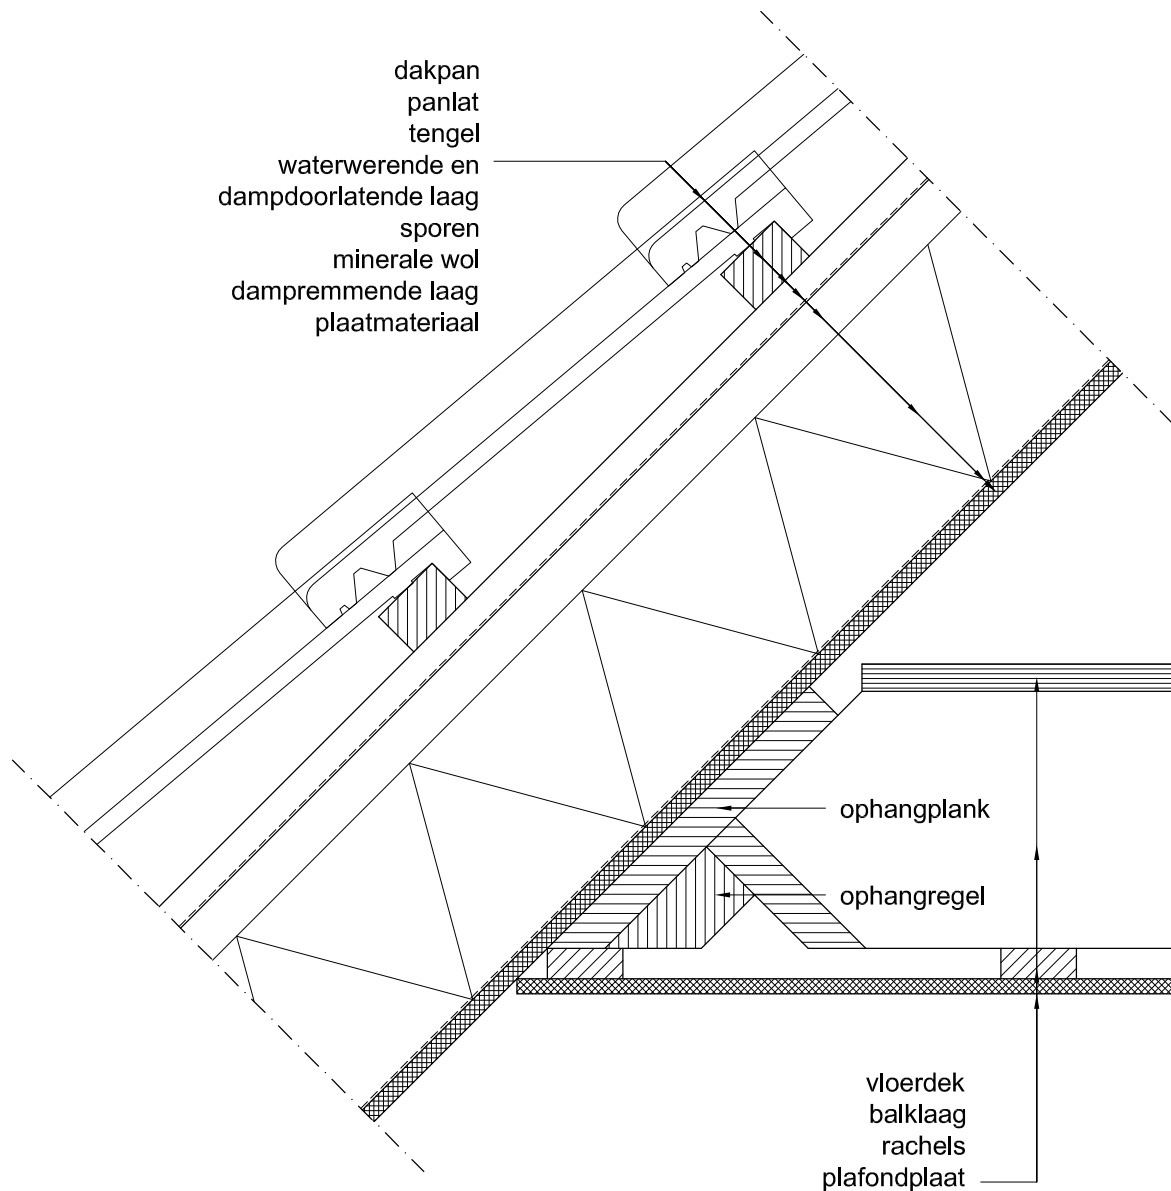 dakpan
panlat
tengel
waterwerende en
dampdoorlatende laag
sporen
minerale wol
dampremmende laag
plaatmateriaal
ophangplank
ophangregel
vloerdek
balklaag
rachels
plafondplaat